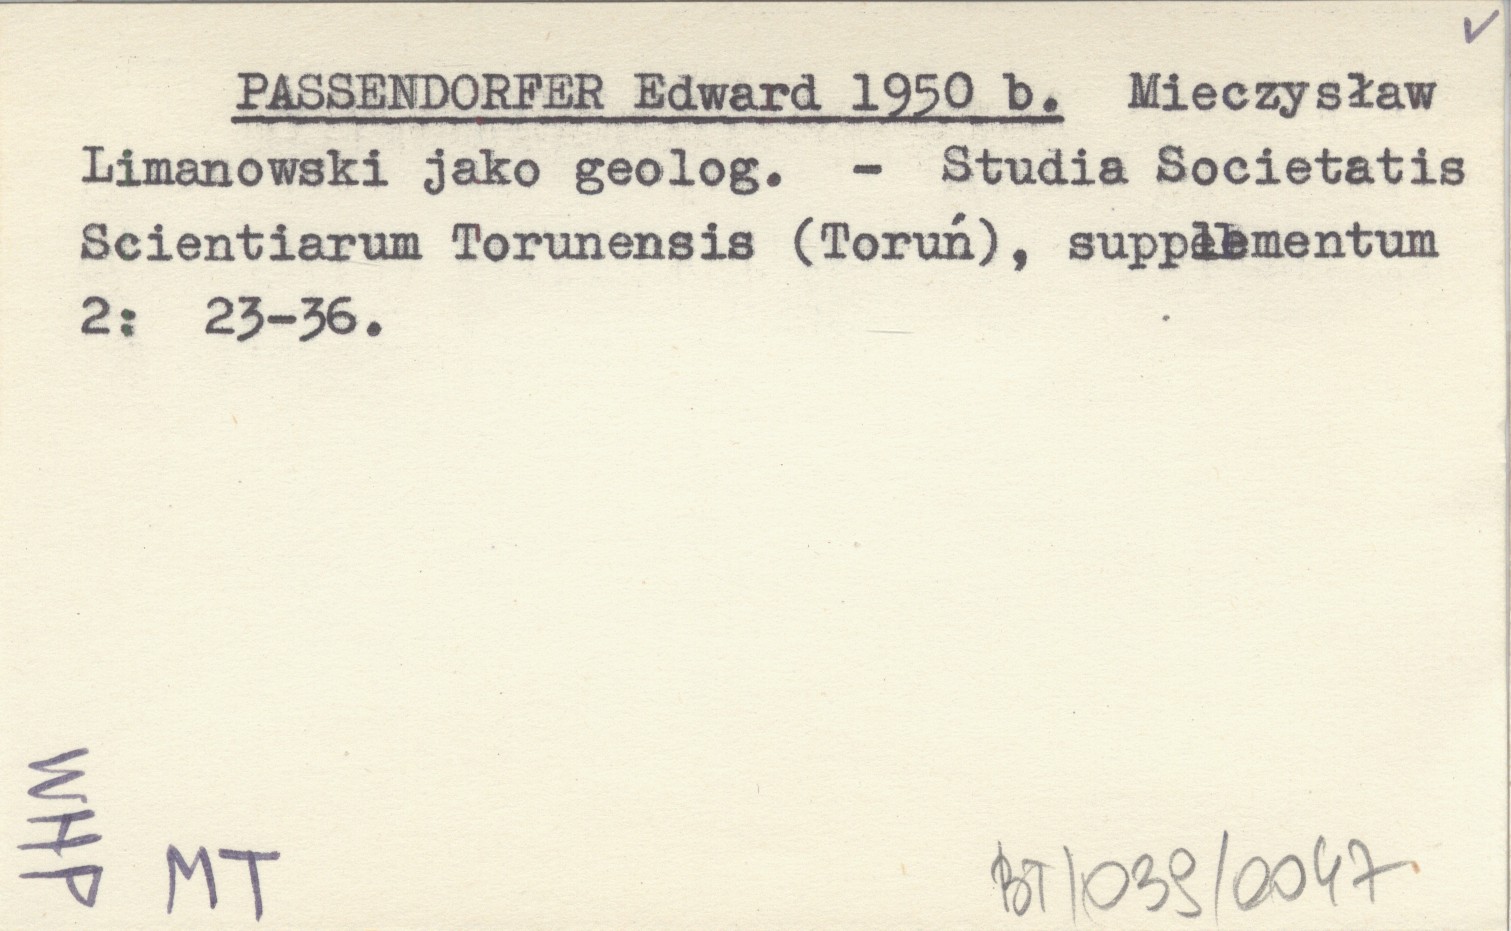 PASSENDORFER Edward 1950 b. Mieczysław
Limanowski jako geolog. - Studia Societatis
Scientiarum Torunensis (Toruń), supplementum
2: 23-36.
WHP
MT
BT/039/0047